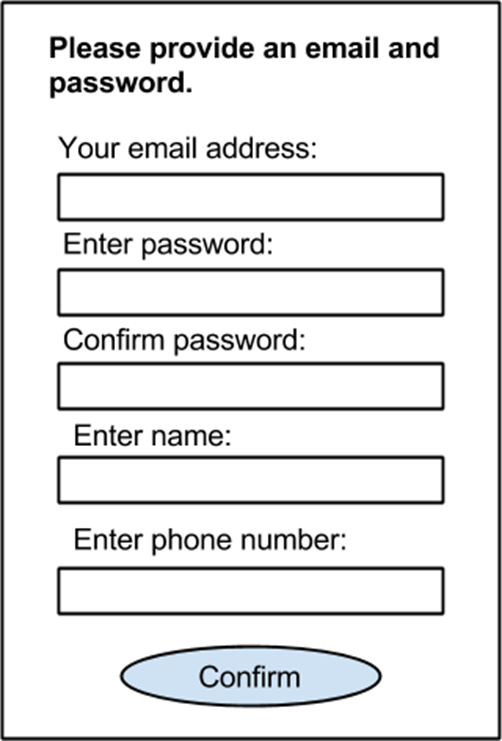 Please provide an email and
password.
Your email address:
Enter password:
Confirm password:
Enter name:
Enter phone number:
Confirm